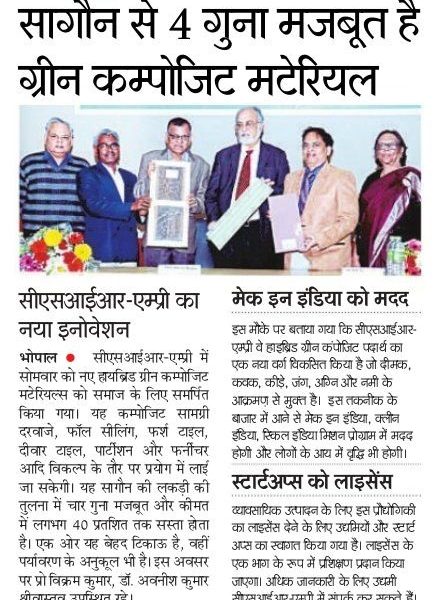 सागौन से 4 गुना मजबूत है
ग्रीन कम्पोजिट मटेरियल
सीएसआईआर-एम्प्री का
नया इनोवेशन
भोपाल ● सीएसआईआर-एम्प्री में
सोमवार को नए हायब्रिड ग्रीन कम्पोजिट
मटेरियल्स को समाज के लिए समर्पित
किया गया। यह कम्पोजिट सामग्री
दरवाजे, फॉल सीलिंग, फर्श टाइल,
दीवार टाइल, पार्टीशन और फर्नीचर
आदि विकल्प के तौर पर प्रयोग में लाई
जा सकेगी। यह सागौन की लकड़ी की
तुलना में चार गुना मजबूत और कीमत
में लगभग 40 प्रतशित तक सस्ता होता
है। एक ओर यह बेहद टिकाऊ है, वहीं
पर्यावरण के अनुकूल भी है। इस अवसर
पर प्रो विक्रम कुमार, डॉ. अवनीश कुमार
श्रीवास्तव उपस्थित रहे।
मेक इन इंडिया को मदद
इस मौके पर बताया गया कि सीएसआईआर-
एम्प्री ने हाइब्रिड ग्रीन कंपोजिट पदार्थ का
एक नया वर्ग विकसित किया है जो दीमक,
कवक, कीड़े, जंग, अग्नि और नमी के
आक्रमण से मुक्त है। इस तकनीक के
बाजार में आने से मेक इन इंडिया, क्लीन
इंडिया, स्किल इंडिया मिशन प्रोग्राम में मदद
होगी और लोगों के आय में वृद्धि भी होगी।
स्टार्टअप्स को लाइसेंस
व्यावसायिक उत्पादन के लिए इस प्रौद्योगिकी
का लाइसेंस देने के लिए उद्यमियों और स्टार्ट
अप्स का स्वागत किया गया है। लाइसेंस के
एक भाग के रूप में प्रशिक्षण प्रदान किया
जाएगा। अधिक जानकारी के लिए उद्यमी
सीएसआईआर-एम्प्री में संपर्क कर सकते हैं।